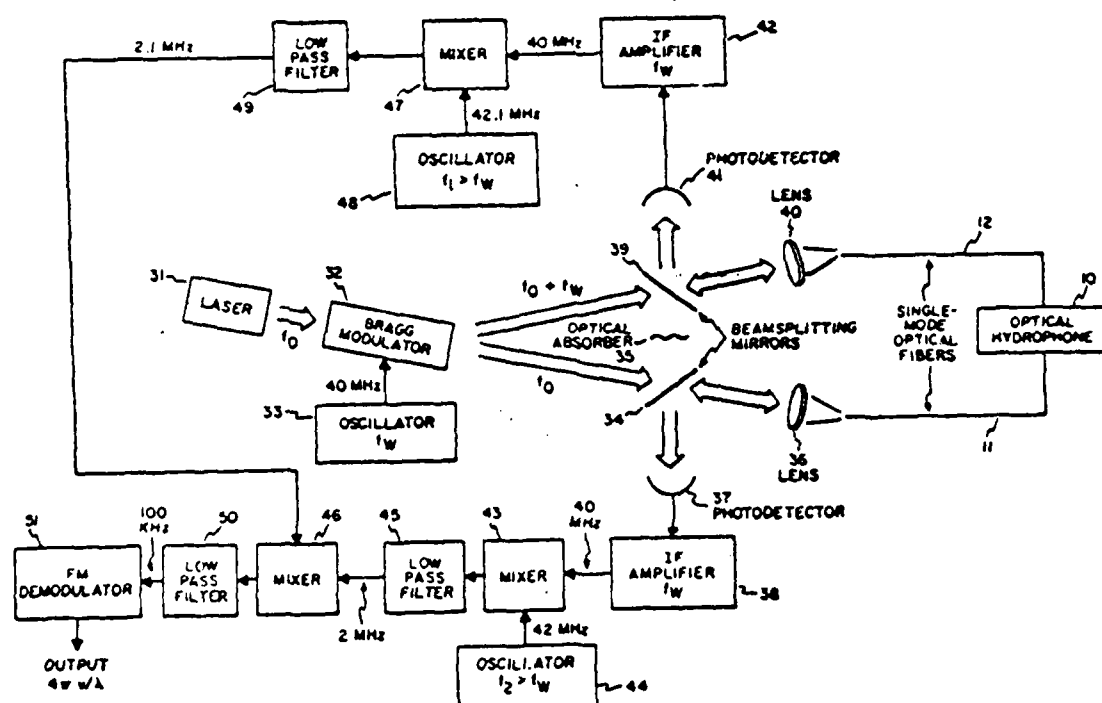 2.1 MHz
LOW
PASS
FILTER
49
MIXER
47
40 MHz
IF
AMPLIFIER
fW
42
42.1 MHz
OSCILLATOR
f1 > fW
48
PHOTODETECTOR
41
LENS
40
12
31
LASER
fO
32
BRAGG
MODULATOR
fO + fW
39
OPTICAL
ABSORBER
35
BEAMSPLITTING
MIRRORS
SINGLE-
MODE
OPTICAL
FIBERS
10
OPTICAL
HYDROPHONE
40 MHz
33
OSCILLATOR
fW
fO
34
36
LENS
11
37
PHOTODETECTOR
51
FM
DEMODULATOR
100
KHz
50
LOW
PASS
FILTER
46
MIXER
45
LOW
PASS
FILTER
2 MHz
43
MIXER
40
MHz
IF
AMPLIFIER
fW
38
42 MHz
OSCILLATOR
f2 > fW
44
OUTPUT
4π w/λ